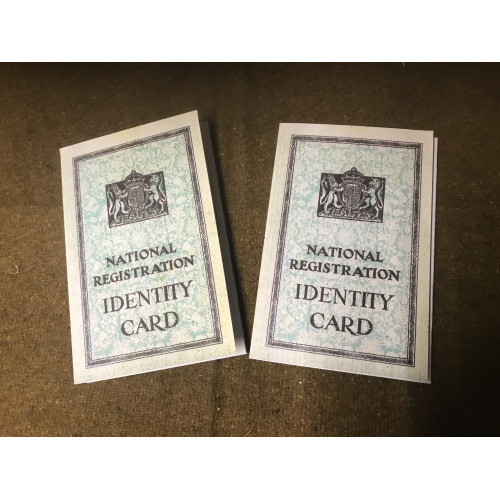 NATIONAL
REGISTRATION
IDENTITY
CARD
NATIONAL
REGISTRATION
IDENTITY
CARD